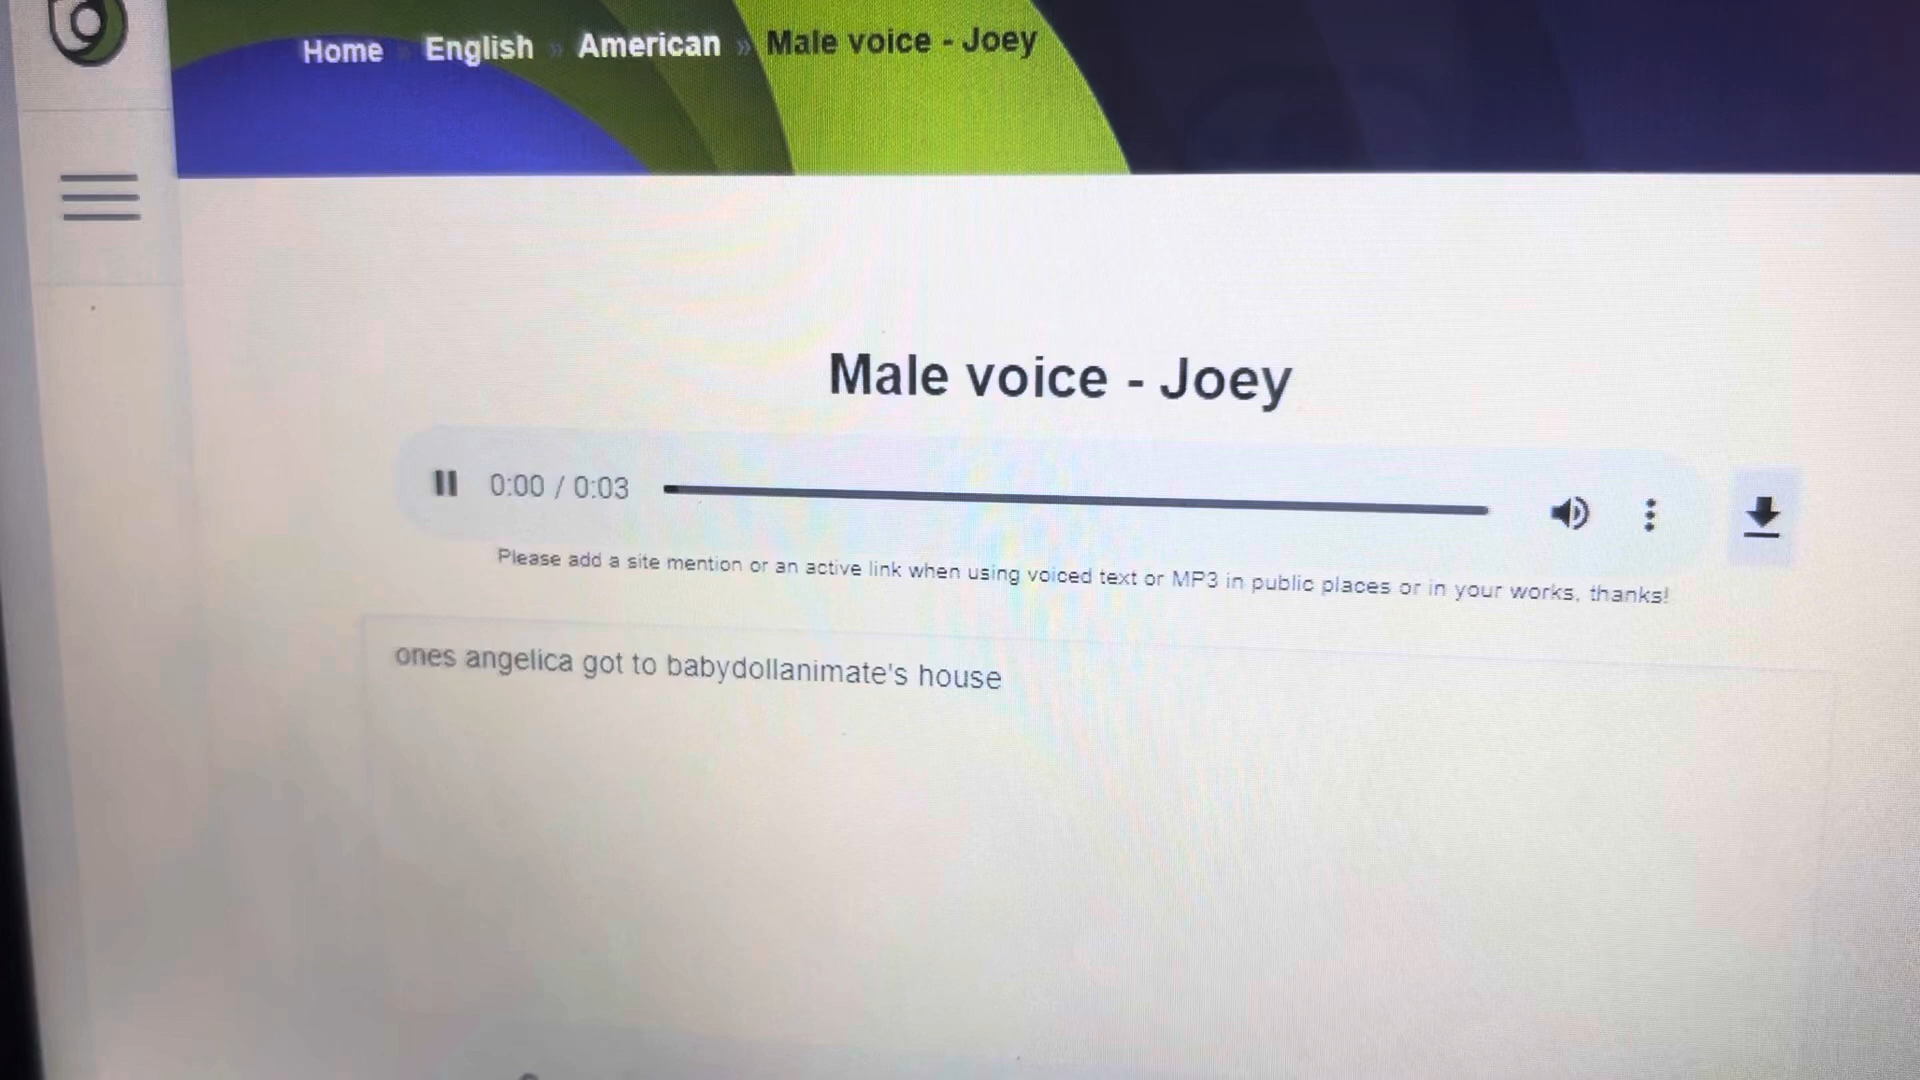 Home » English » American » Male voice - Joey
Male voice - Joey
0:00 / 0:03
Please add a site mention or an active link when using voiced text or MP3 in public places or in your works, thanks!
ones angelica got to babydollanimate's house